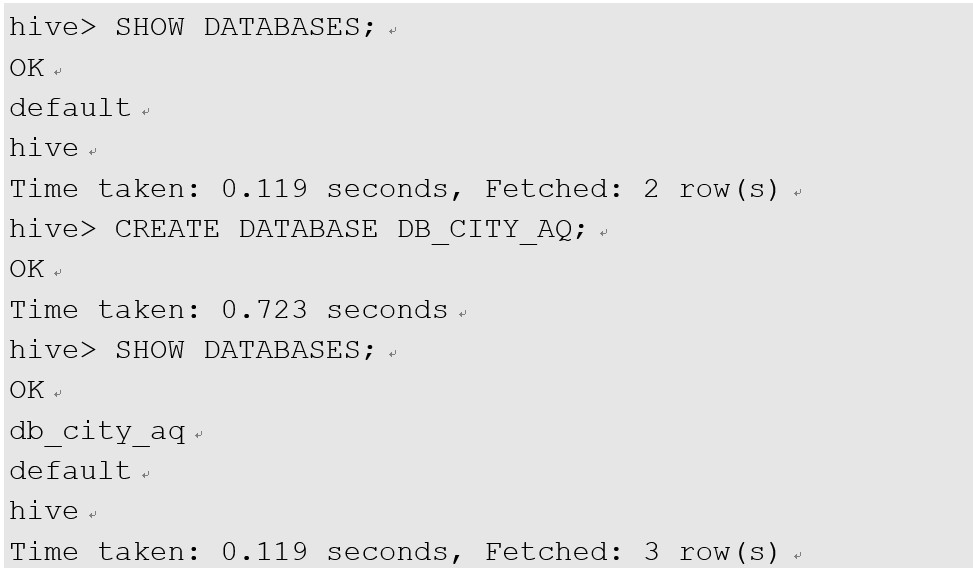 hive> SHOW DATABASES;
OK
default
hive
Time taken: 0.119 seconds, Fetched: 2 row(s)
hive> CREATE DATABASE DB_CITY_AQ;
OK
Time taken: 0.723 seconds
hive> SHOW DATABASES;
OK
db_city_aq
default
hive
Time taken: 0.119 seconds, Fetched: 3 row(s)